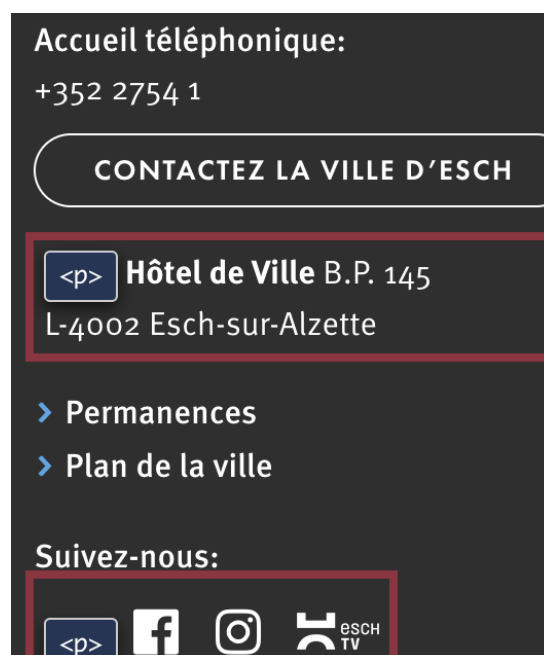 Accueil téléphonique:
+352 2754 1
CONTACTEZ LA VILLE D'ESCH
<p> Hôtel de Ville B.P. 145
L-4002 Esch-sur-Alzette
Permanences
Plan de la ville
Suivez-nous:
<p> esch
TV